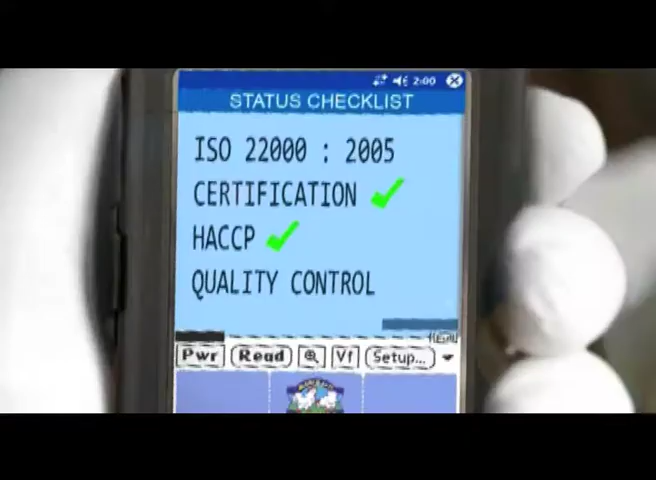 2:00
STATUS CHECKLIST
ISO 22000 : 2005
CERTIFICATION
HACCP
QUALITY CONTROL
Pwr Read Vf Setup...